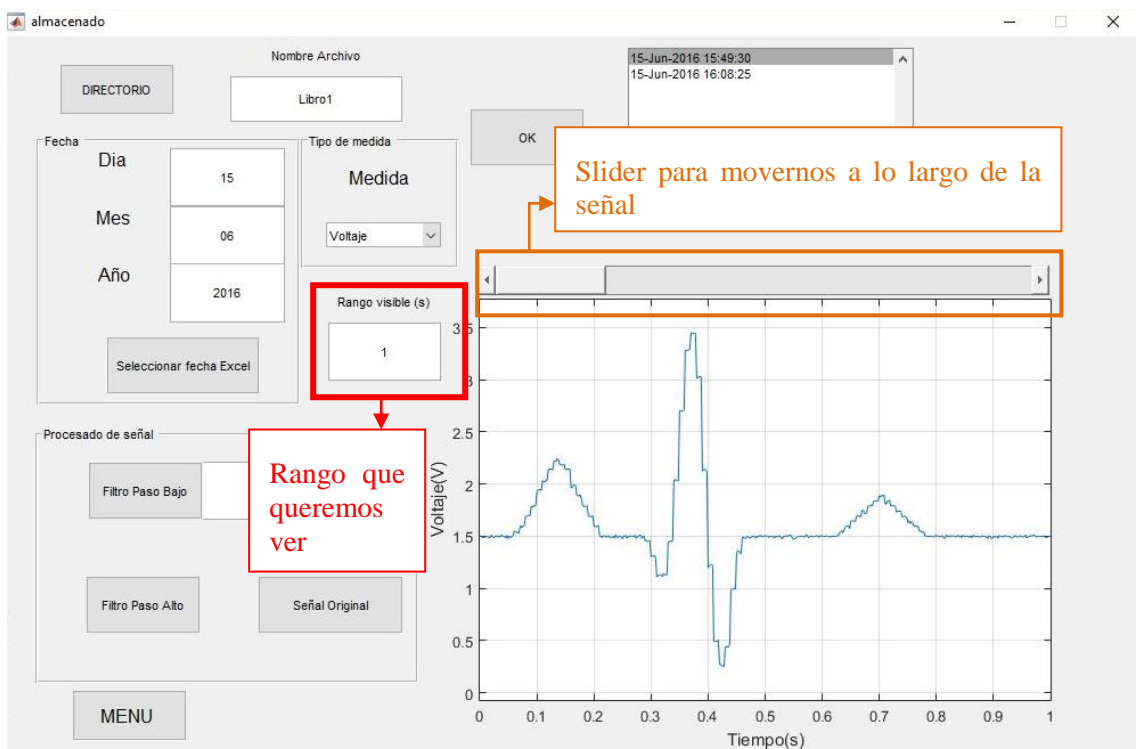 almacenado
Nombre Archivo
DIRECTORIO
Libro1
15-Jun-2016 15:49:30
15-Jun-2016 16:08:25
OK
Fecha
Dia
15
Mes
06
Año
2016
Seleccionar fecha Excel
Tipo de medida
Medida
Voltaje
Slider para movernos a lo largo de la
señal
Rango visible (s)
1
Rango que
queremos
ver
Procesado de señal
Filtro Paso Bajo
Filtro Paso Alto
Señal Original
MENU
Voltaje(V)
3.5
3
2.5
2
1.5
1
0.5
0
0 0.1 0.2 0.3 0.4 0.5 0.6 0.7 0.8 0.9 1
Tiempo(s)